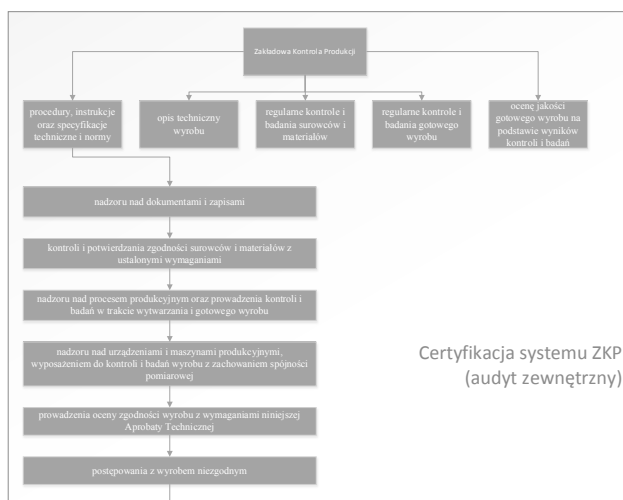 Zakładowa Kontrola Produkcji
procedury, instrukcje
oraz specyfikacje
techniczne i normy
opis techniczny
wyrobu
regularne kontrole i
badania surowców i
materiałów
regularne kontrole i
badania gotowego
wyrobu
ocenę jakości
gotowego wyrobu na
podstawie wyników
kontroli i badań
nadzoru nad dokumentami i zapisami
kontroli i potwierdzania zgodności surowców i materiałów z
ustalonymi wymaganiami
nadzoru nad procesem produkcyjnym oraz prowadzenia kontroli i
badań w trakcie wytwarzania i gotowego wyrobu
nadzoru nad urządzeniami i maszynami produkcyjnymi,
wyposażeniem do kontroli i badań wyrobu z zachowaniem spójności
pomiarowej
Certyfikacja systemu ZKP
(audyt zewnętrzny)
prowadzenia oceny zgodności wyrobu z wymaganiami niniejszej
Aprobaty Technicznej
postępowania z wyrobem niezgodnym